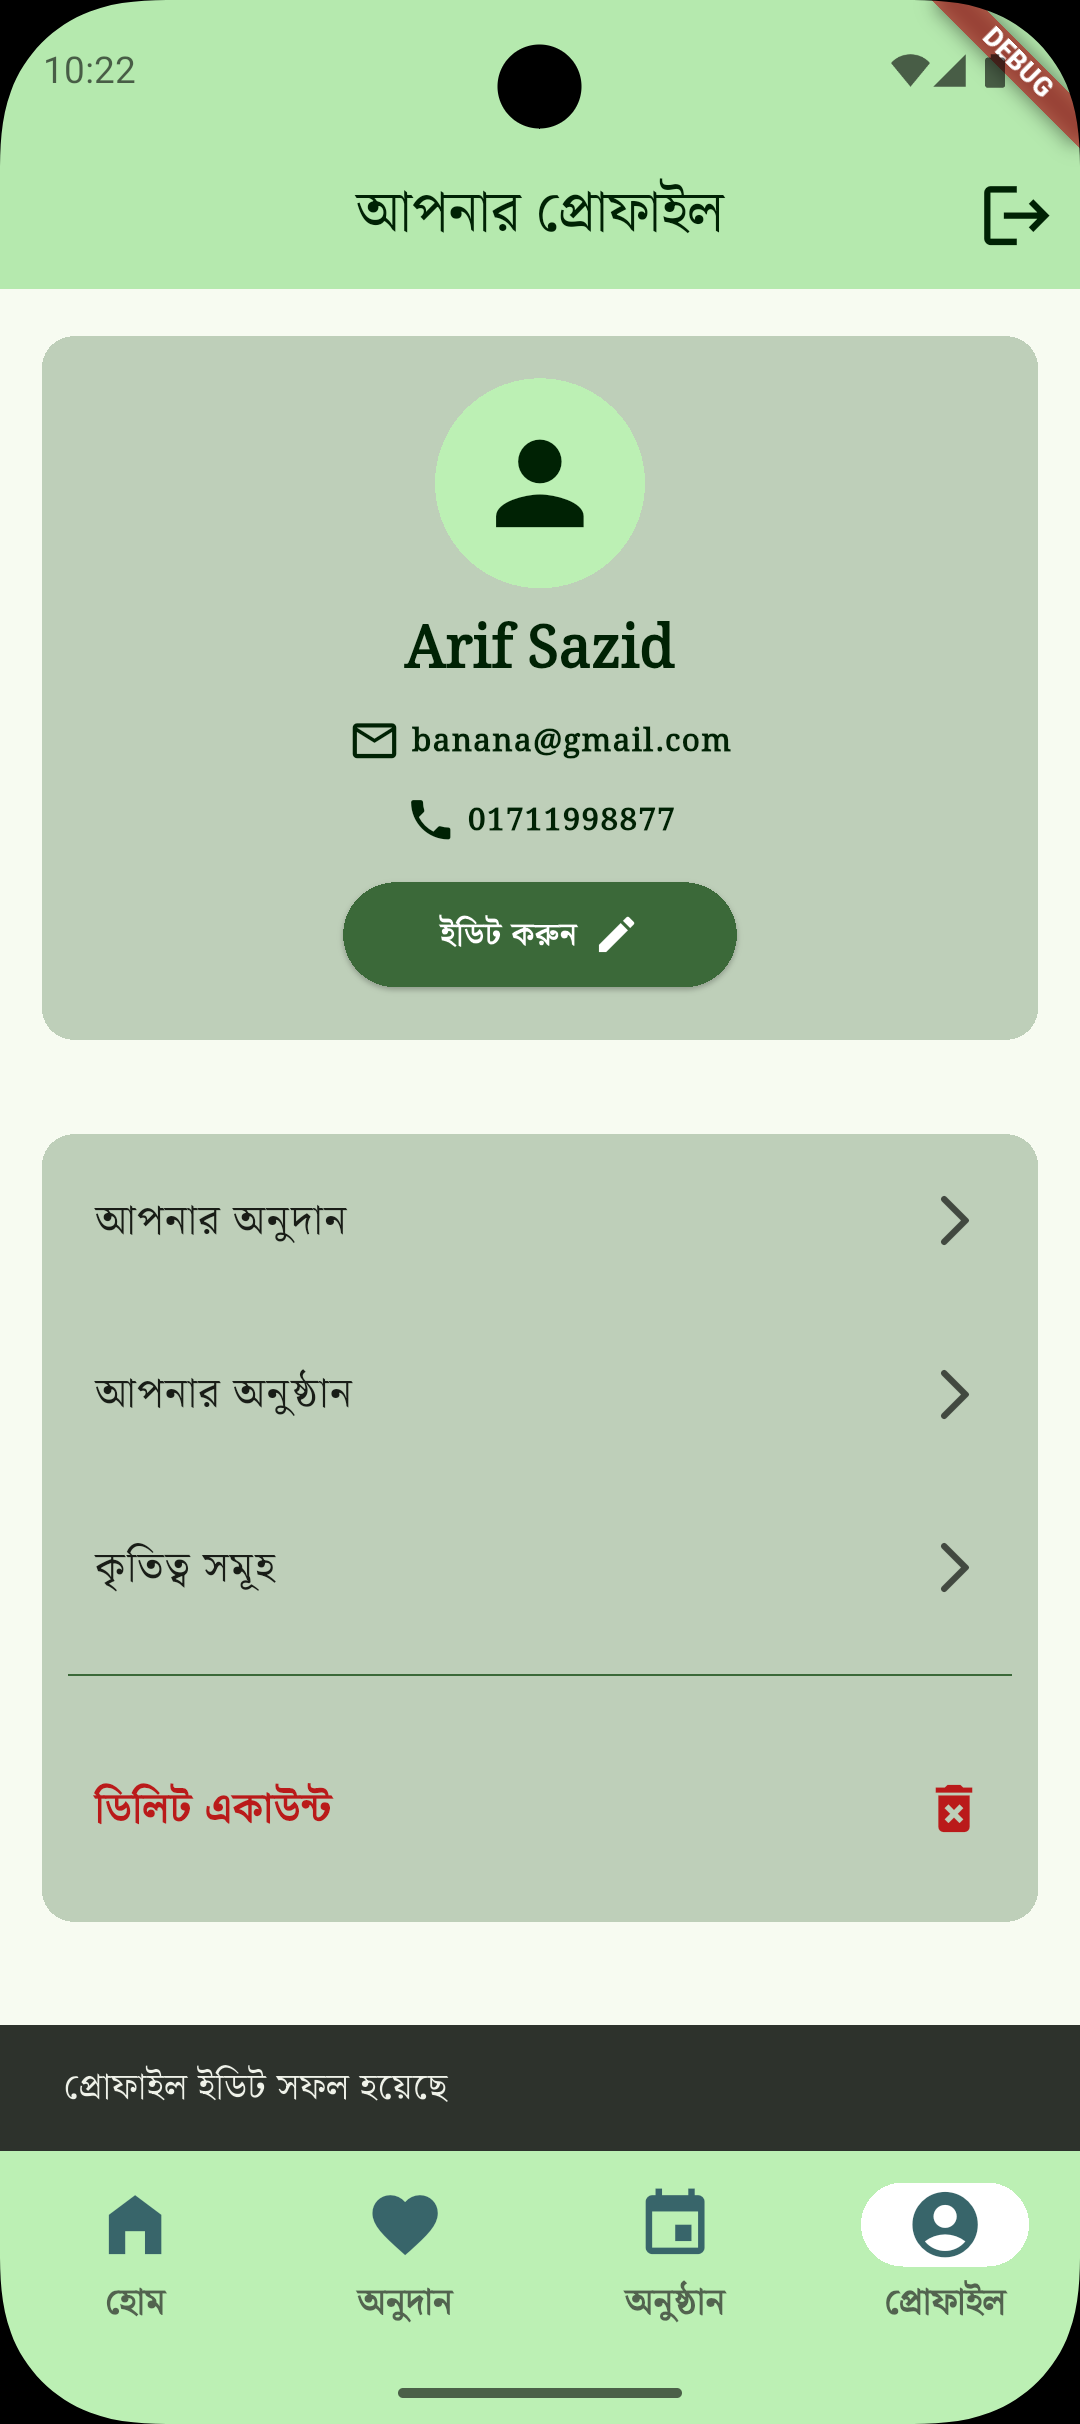 10:22
DEBUG
আপনার প্রোফাইল
Arif Sazid
banana@gmail.com
01711998877
ইডিট করুন
আপনার অনুদান
আপনার অনুষ্ঠান
কৃতিত্ব সমূহ
ডিলিট একাউন্ট
প্রোফাইল ইডিট সফল হয়েছে
হোম
অনুদান
অনুষ্ঠান
প্রোফাইল